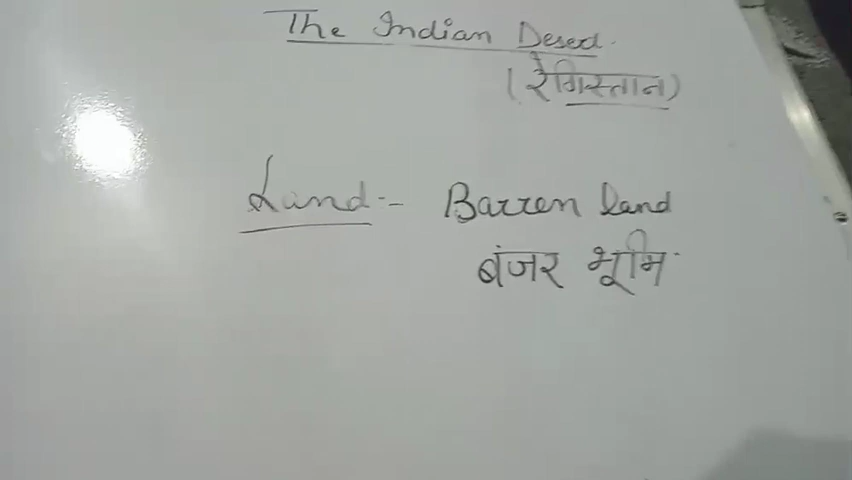 The Indian Desert.
(रेगिस्तान)
Land:- Barren land
बंजर भूमि